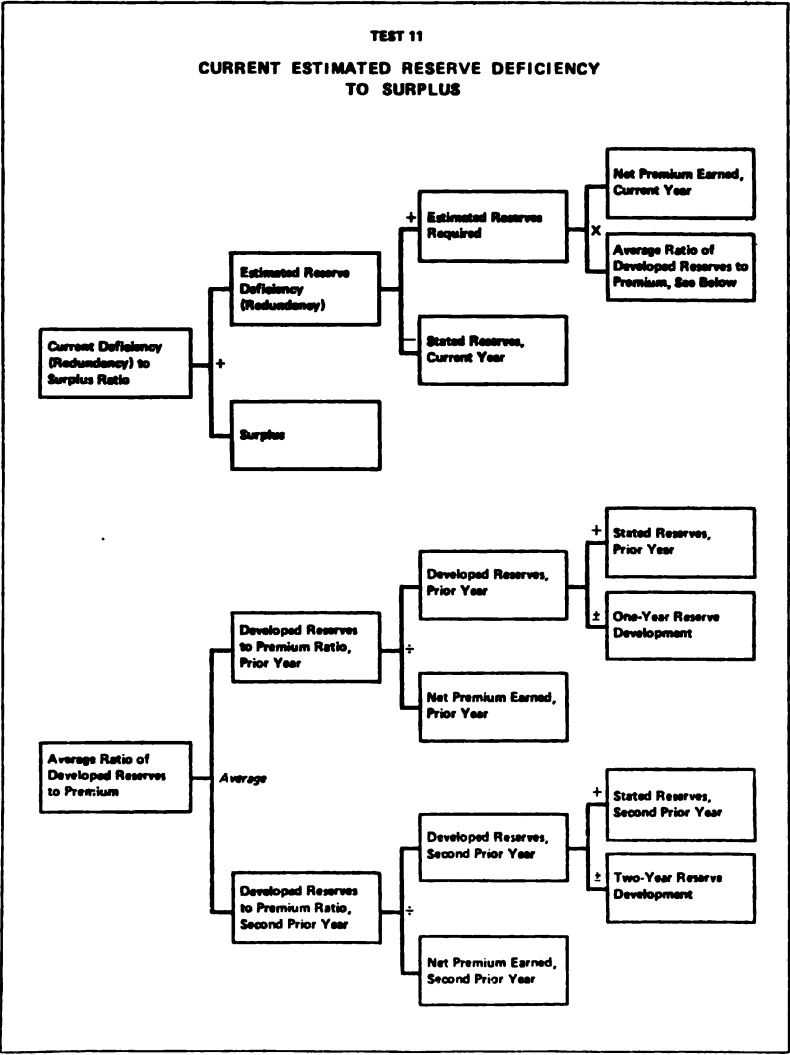 TEST 11
CURRENT ESTIMATED RESERVE DEFICIENCY
TO SURPLUS
Net Premium Earned,
Current Year
+
Estimated Reserves
Required
x
Average Ratio of
Developed Reserves to
Premium, See Below
Estimated Reserve
Deficiency
(Redundancy)
—
Stated Reserves,
Current Year
Current Deficiency
(Redundancy) to
Surplus Ratio
÷
Surplus
+
Stated Reserves,
Prior Year
Developed Reserves,
Prior Year
±
One-Year Reserve
Development
Developed Reserves
to Premium Ratio,
Prior Year
÷
Net Premium Earned,
Prior Year
Average Ratio of
Developed Reserves
to Premium
Average
+
Stated Reserves,
Second Prior Year
Developed Reserves,
Second Prior Year
±
Two-Year Reserve
Development
Developed Reserves
to Premium Ratio,
Second Prior Year
÷
Net Premium Earned,
Second Prior Year